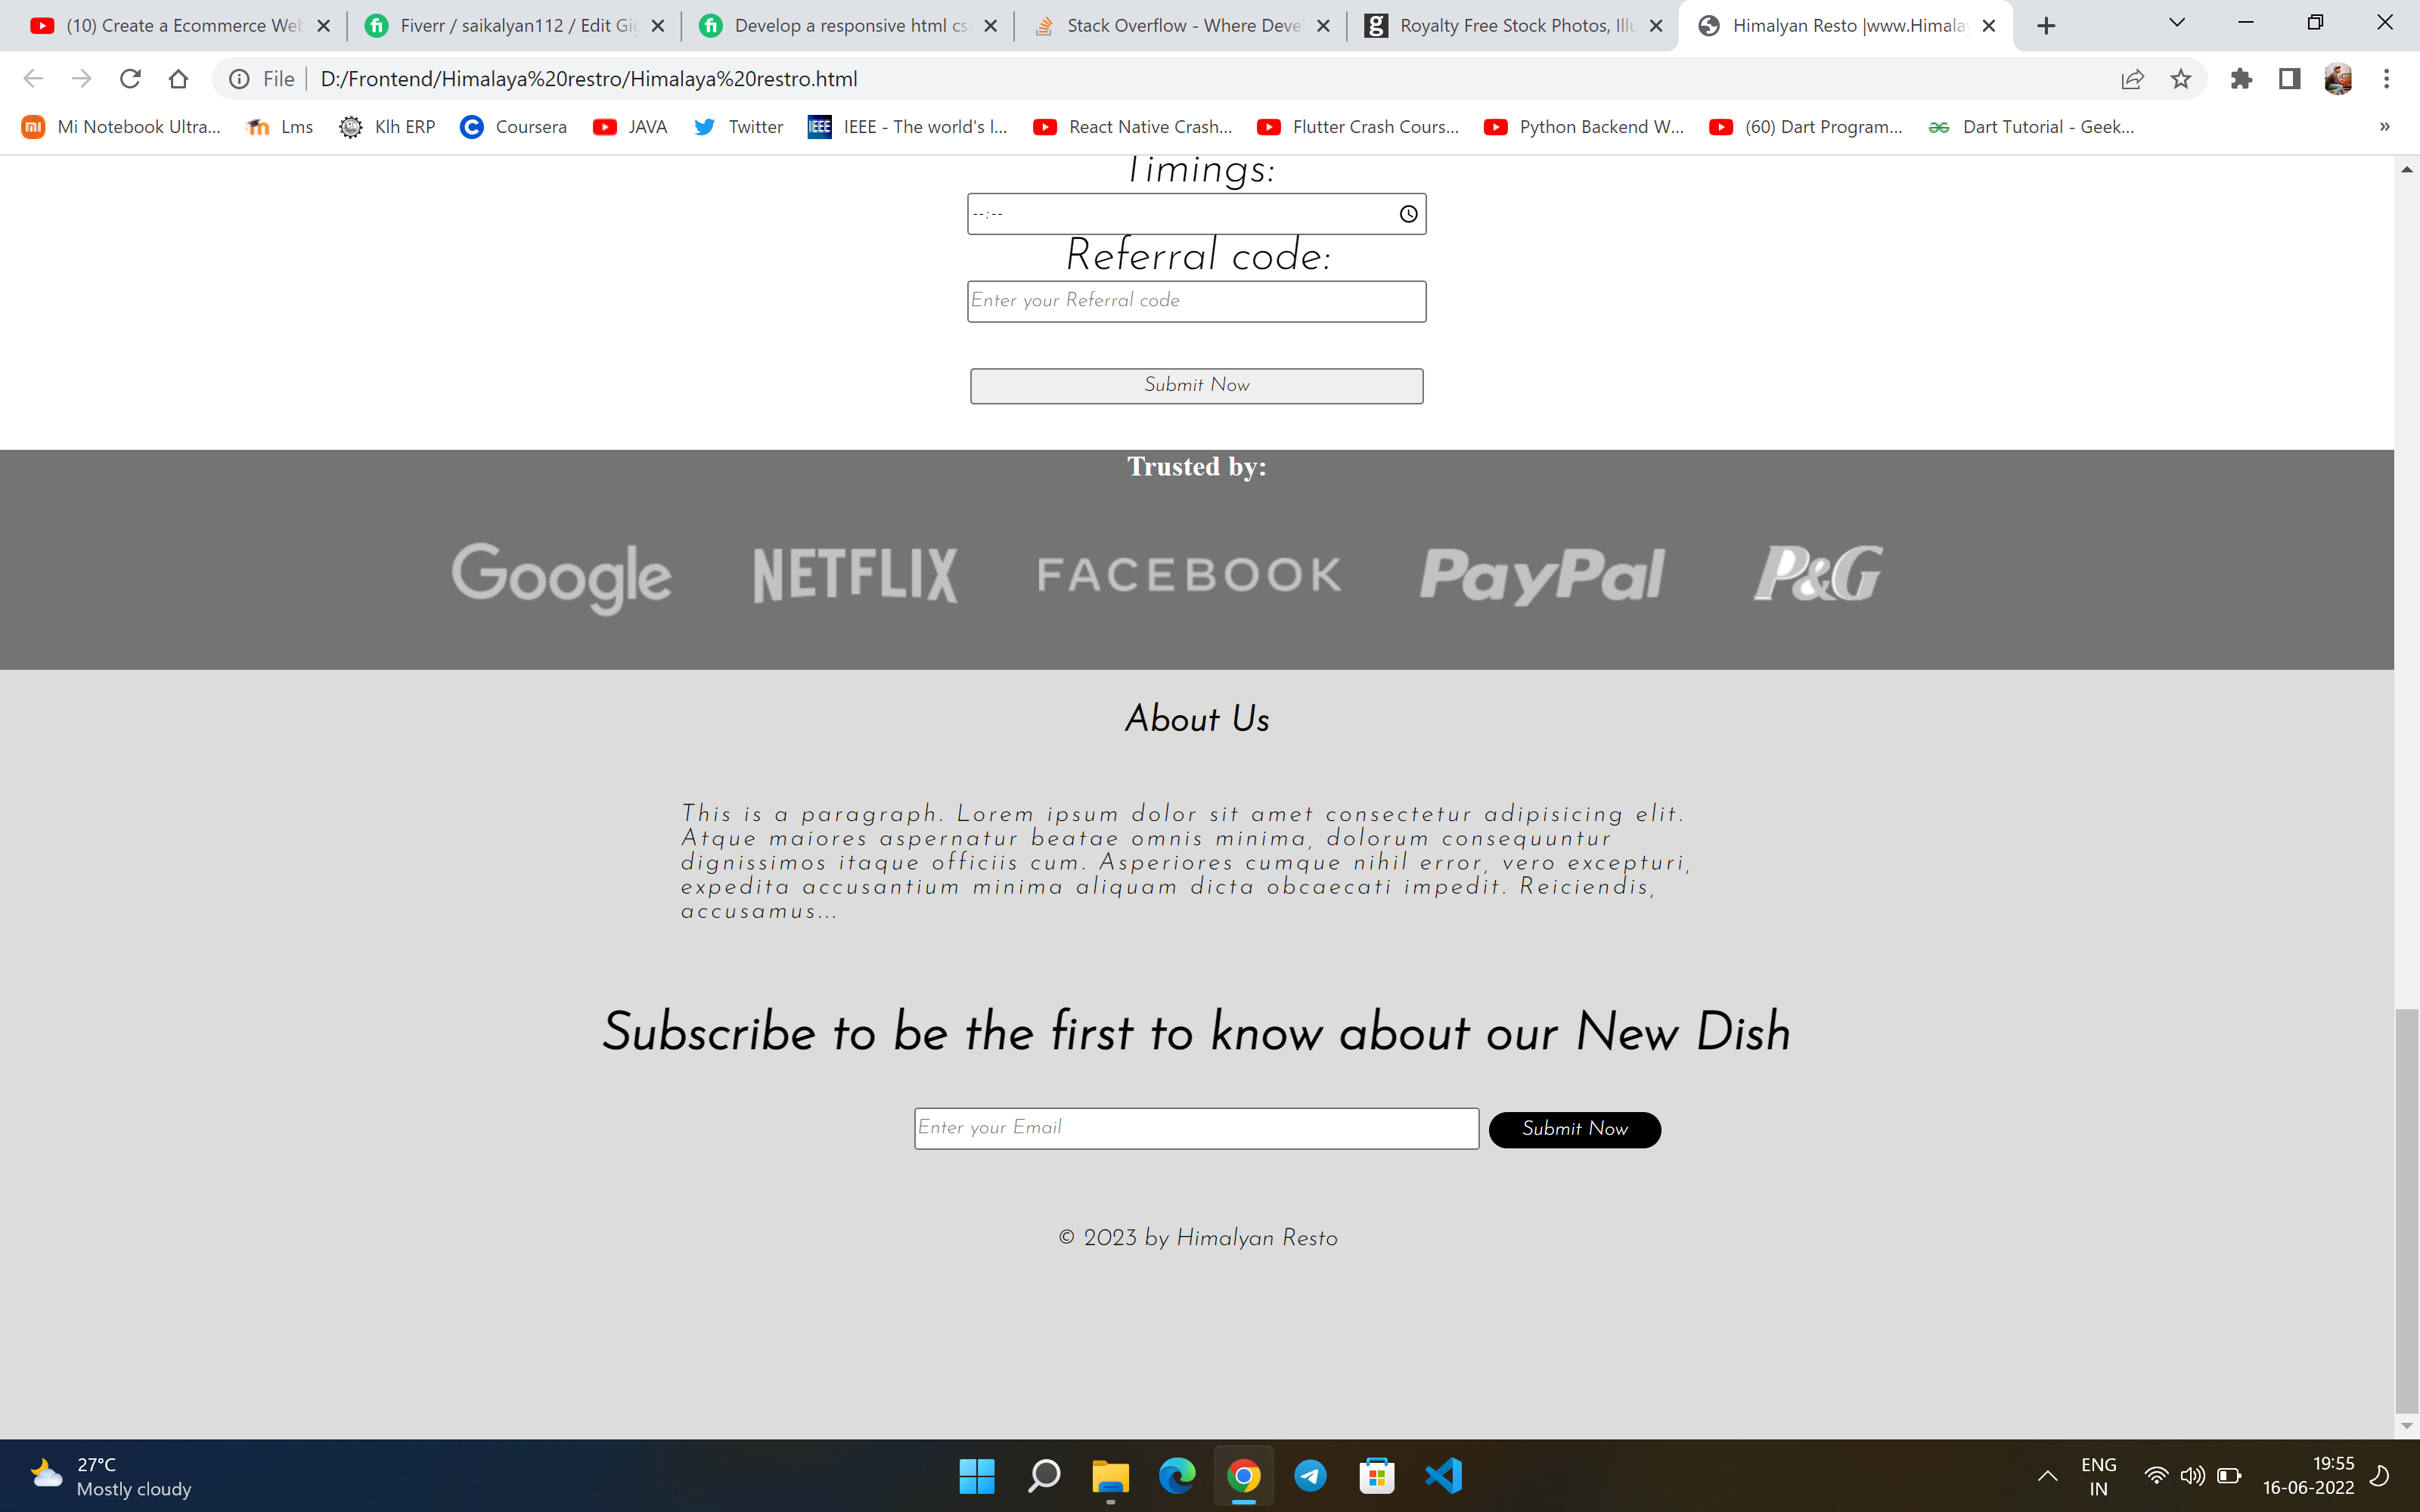 (10) Create a Ecommerce Web
Fiverr / saikalyan112 / Edit Gig
Develop a responsive html css
Stack Overflow - Where Devel
g
Royalty Free Stock Photos, Illu
Himalyan Resto |www.Himalay
File
D:/Frontend/Himalaya%20restro/Himalaya%20restro.html
Mi Notebook Ultra...
Lms
Klh ERP
Coursera
JAVA
Twitter
IEEE - The world's l...
React Native Crash...
Flutter Crash Cours...
Python Backend W...
(60) Dart Program...
Dart Tutorial - Geek...
»
Timings:
--:--
Referral code:
Enter your Referral code
Submit Now
Trusted by:
Google
NETFLIX
FACEBOOK
PayPal
P&G
About Us
This is a paragraph. Lorem ipsum dolor sit amet consectetur adipisicing elit.
Atque maiores aspernatur beatae omnis minima, dolorum consequuntur
dignissimos itaque officiis cum. Asperiores cumque nihil error, vero excepturi,
expedita accusantium minima aliquam dicta obcaecati impedit. Reiciendis,
accusamus...
Subscribe to be the first to know about our New Dish
Enter your Email
Submit Now
© 2023 by Himalyan Resto
27°C
Mostly cloudy
ENG
IN
19:55
16-06-2022